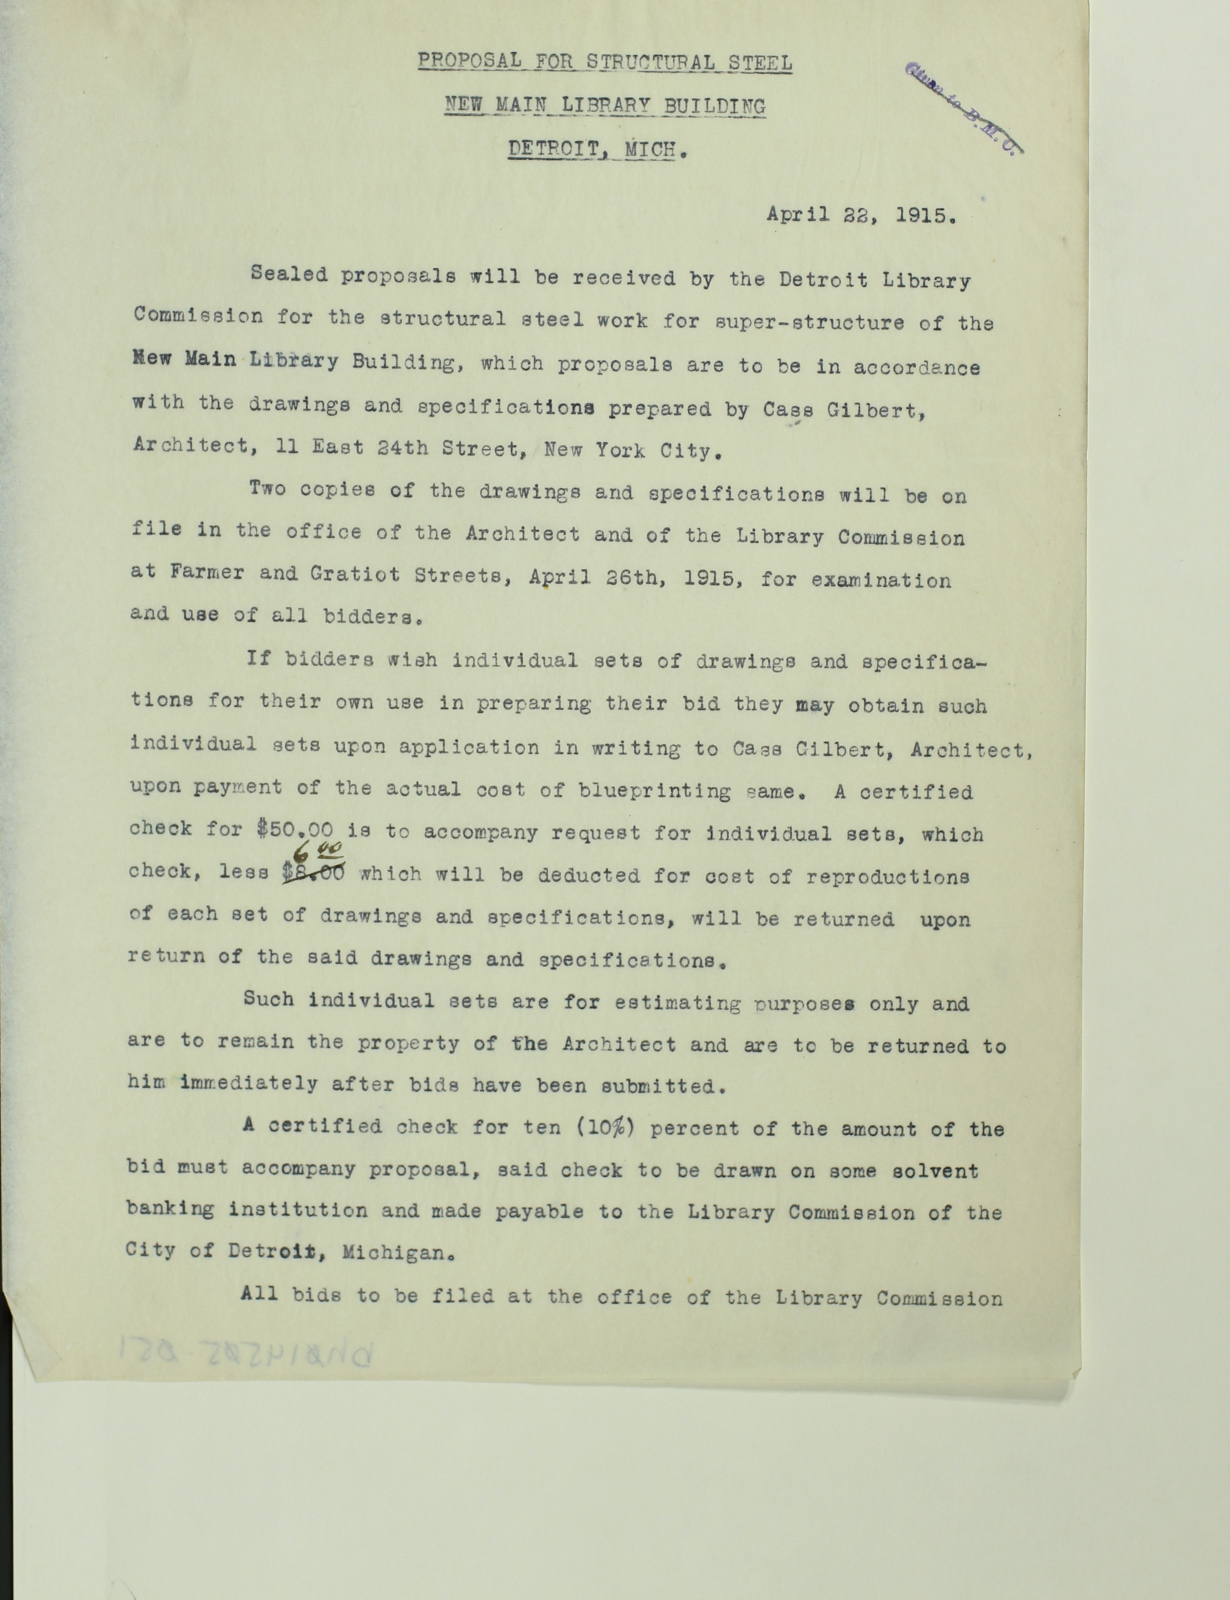 PROPOSAL FOR STRUCTURAL STEEL
NEW MAIN LIBRARY BUILDING
DETROIT, MICH.
Given to B.M.C.
April 22, 1915.
Sealed proposals will be received by the Detroit Library
Commission for the structural steel work for super-structure of the
New Main Library Building, which proposals are to be in accordance
with the drawings and specifications prepared by Cass Gilbert,
Architect, 11 East 24th Street, New York City.
Two copies of the drawings and specifications will be on
file in the office of the Architect and of the Library Commission
at Farmer and Gratiot Streets, April 26th, 1915, for examination
and use of all bidders.
If bidders wish individual sets of drawings and specifica-
tions for their own use in preparing their bid they may obtain such
individual sets upon application in writing to Cass Gilbert, Architect,
upon payment of the actual cost of blueprinting same. A certified
check for $50.00 is to accompany request for individual sets, which
6 00
check, less $8.00 which will be deducted for cost of reproductions
of each set of drawings and specifications, will be returned upon
return of the said drawings and specifications.
Such individual sets are for estimating purposes only and
are to remain the property of the Architect and are to be returned to
him immediately after bids have been submitted.
A certified check for ten (10%) percent of the amount of the
bid must accompany proposal, said check to be drawn on some solvent
banking institution and made payable to the Library Commission of the
City of Detroit, Michigan.
All bids to be filed at the office of the Library Commission